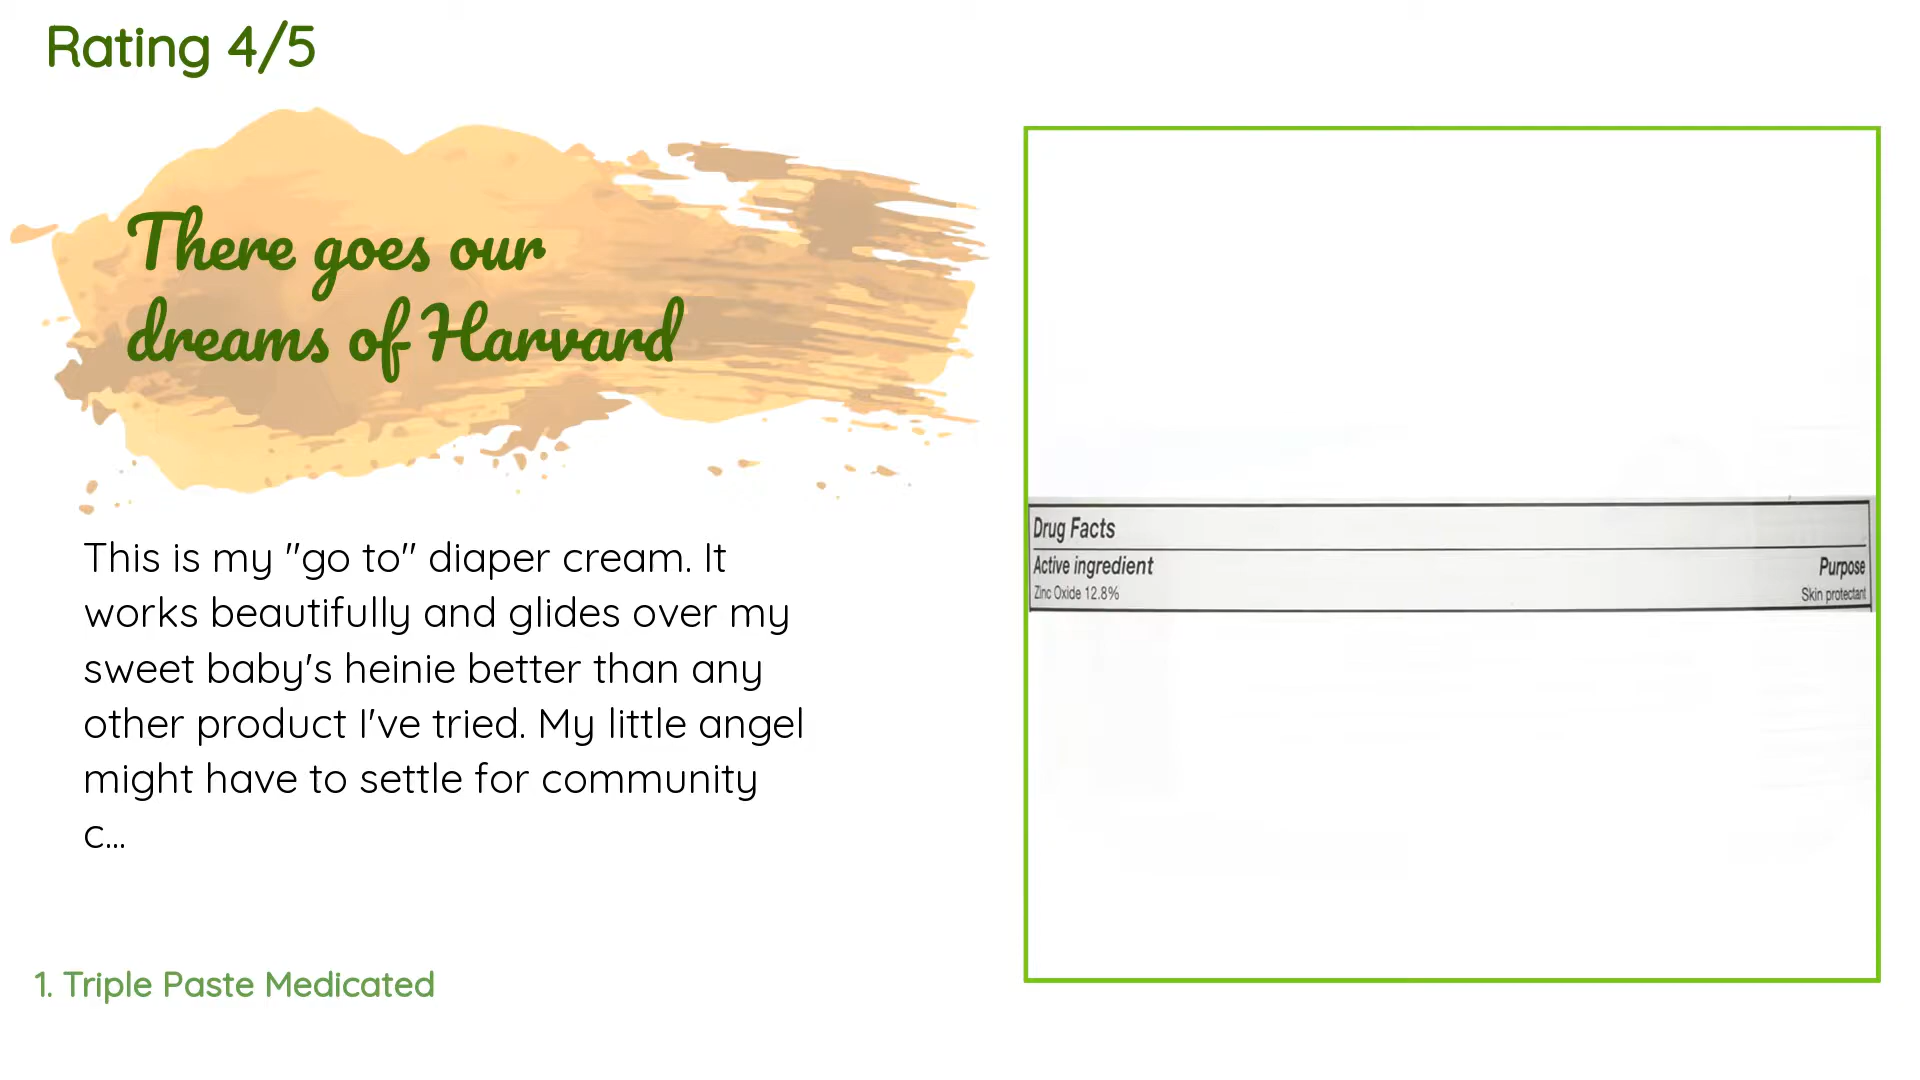 Rating 4/5
There goes our
dreams of Harvard
This is my "go to" diaper cream. It
works beautifully and glides over my
sweet baby's heinie better than any
other product I've tried. My little angel
might have to settle for community
c...
Drug Facts
Active ingredient Purpose
Zinc Oxide 12.8% Skin protectant
1. Triple Paste Medicated